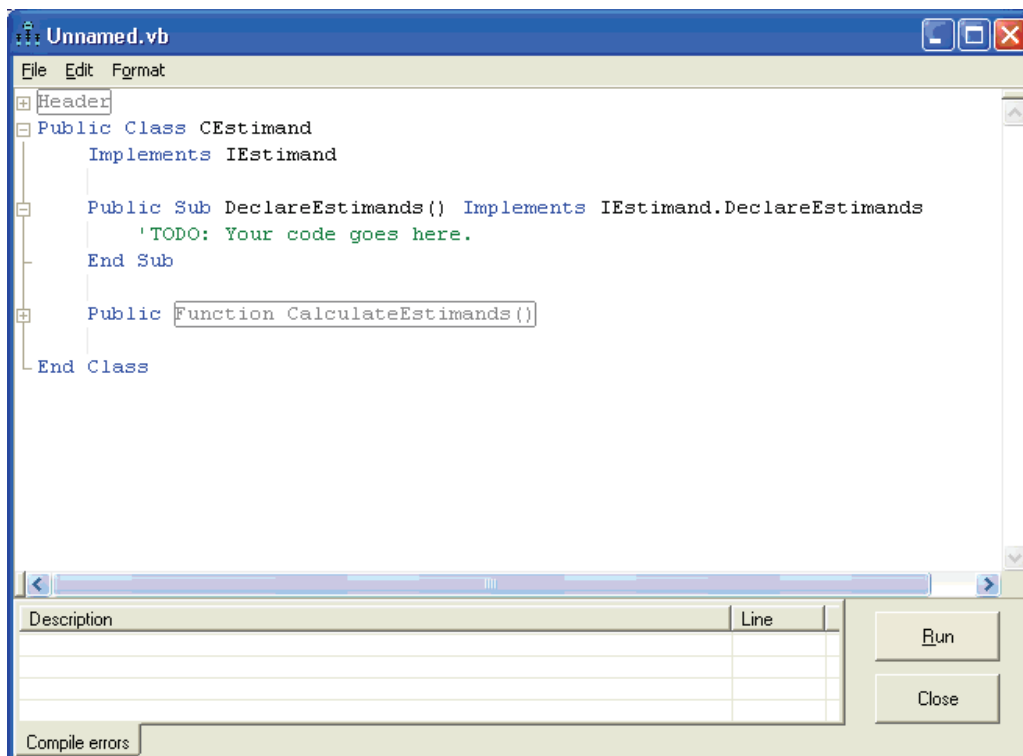 Unnamed.vb
File Edit Format
Header
Public Class CEstimand
Implements IEstimand
Public Sub DeclareEstimands() Implements IEstimand.DeclareEstimands
'TODO: Your code goes here.
End Sub
Public Function CalculateEstimands()
End Class
Description Line
Run
Close
Compile errors